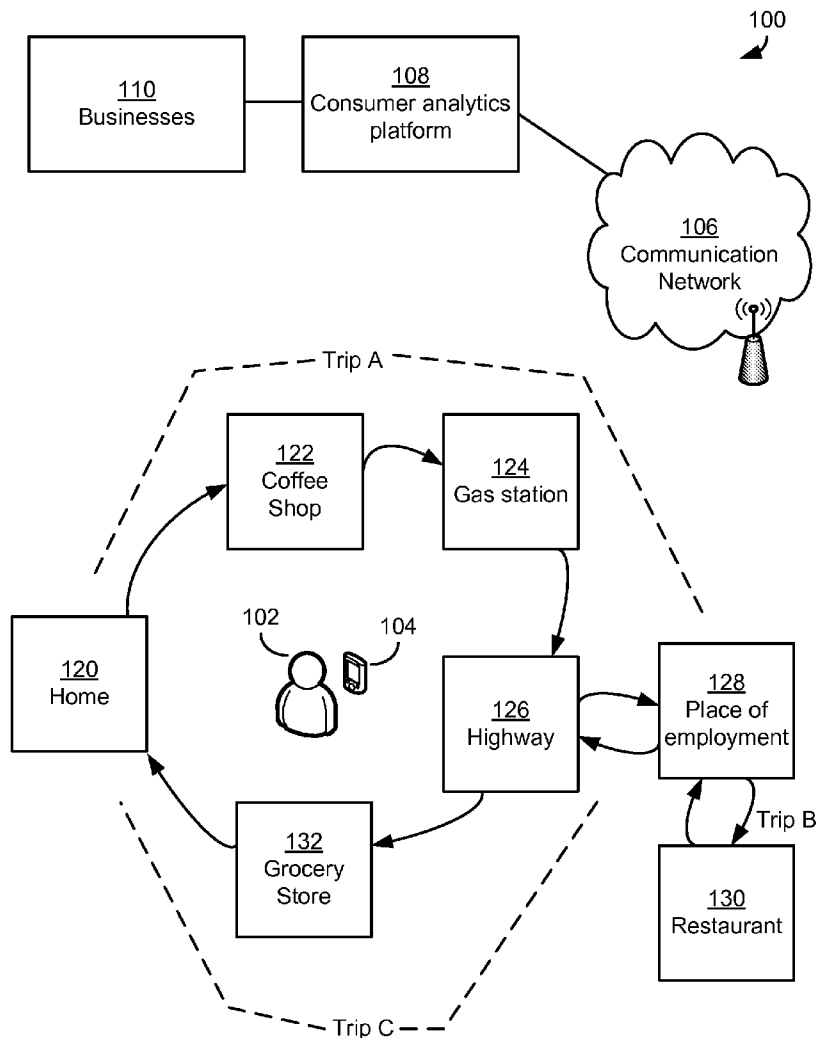 100
110
Businesses
108
Consumer analytics
platform
106
Communication
Network
Trip A
122
Coffee
Shop
124
Gas station
102
104
120
Home
126
Highway
128
Place of
employment
132
Grocery
Store
Trip B
130
Restaurant
Trip C